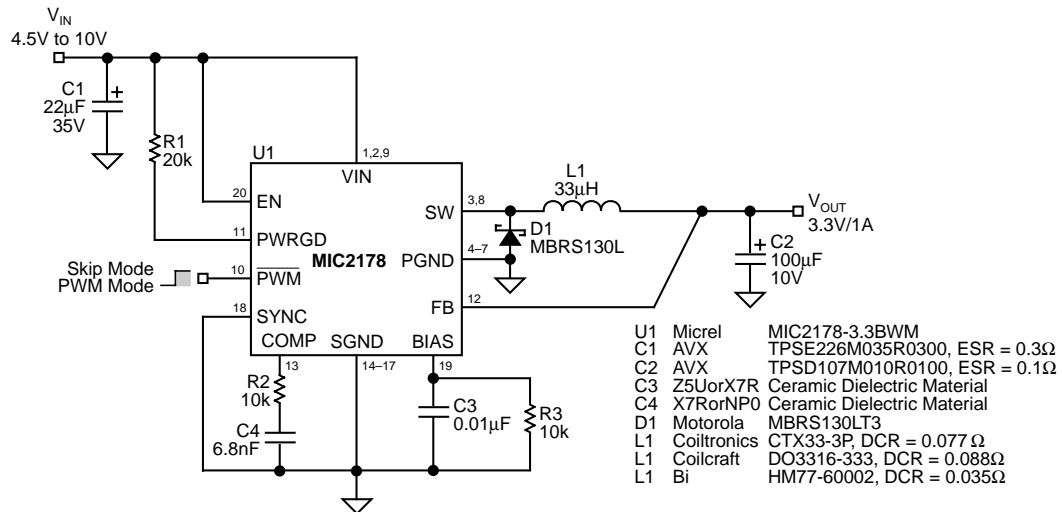 VIN
4.5V to 10V
C1
22µF
35V
+
R1
20k
U1
1,2,9
VIN
20
EN
11
PWRGD
Skip Mode
PWM Mode
10
PWM
18
SYNC
MIC2178
SW
3,8
PGND
4–7
FB
12
COMP
SGND
BIAS
13
14–17
19
L1
33µH
D1
MBRS130L
VOUT
3.3V/1A
+
C2
100µF
10V
R2
10k
C4
6.8nF
C3
0.01µF
R3
10k
U1 Micrel MIC2178-3.3BWM
C1 AVX TPSE226M035R0300, ESR = 0.3Ω
C2 AVX TPSD107M010R0100, ESR = 0.1Ω
C3 Z5UorX7R Ceramic Dielectric Material
C4 X7RorNP0 Ceramic Dielectric Material
D1 Motorola MBRS130LT3
L1 Coiltronics CTX33-3P, DCR = 0.077 Ω
L1 Coilcraft DO3316-333, DCR = 0.088Ω
L1 Bi HM77-60002, DCR = 0.035Ω